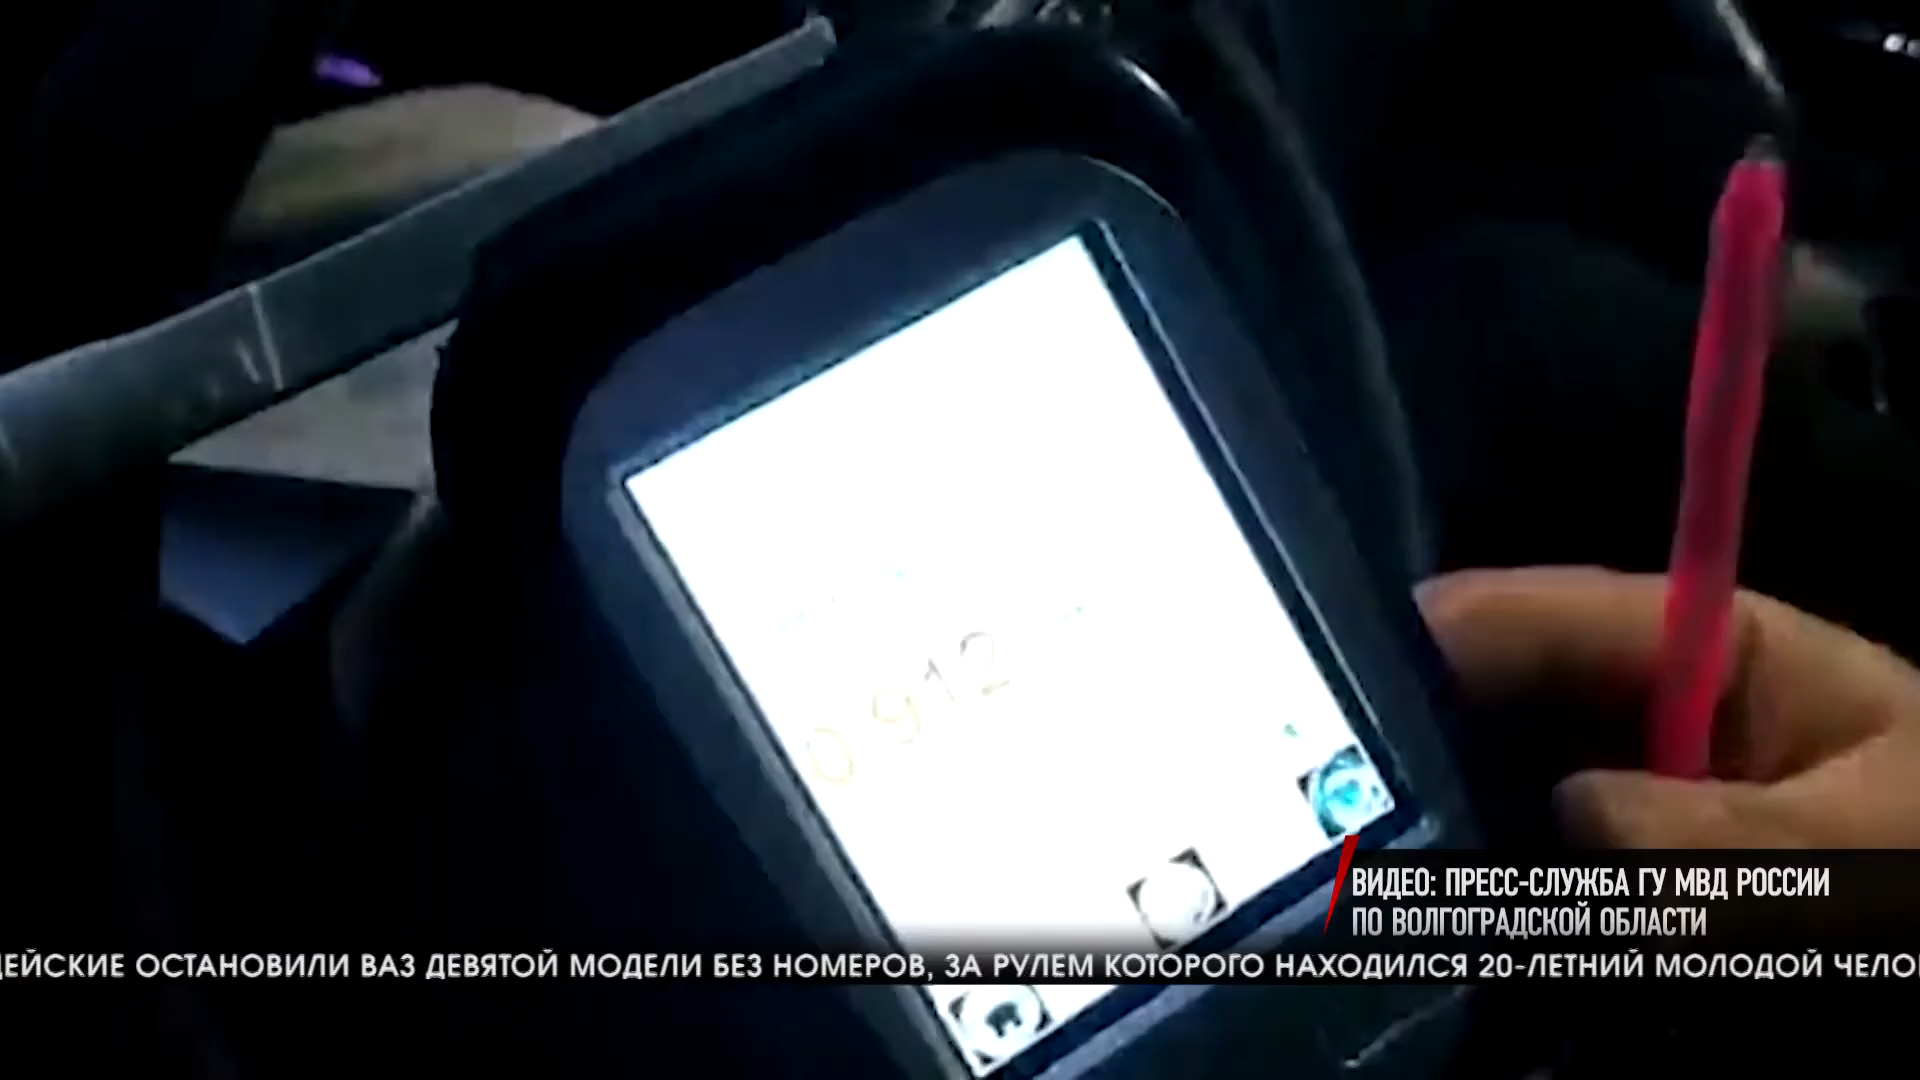 0 912
ВИДЕО: ПРЕСС-СЛУЖБА ГУ МВД РОССИИ
ПО ВОЛГОГРАДСКОЙ ОБЛАСТИ
ЦЕЙСКИЕ ОСТАНОВИЛИ ВАЗ ДЕВЯТОЙ МОДЕЛИ БЕЗ НОМЕРОВ, ЗА РУЛЕМ КОТОРОГО НАХОДИЛСЯ 20-ЛЕТНИЙ МОЛОДОЙ ЧЕЛО